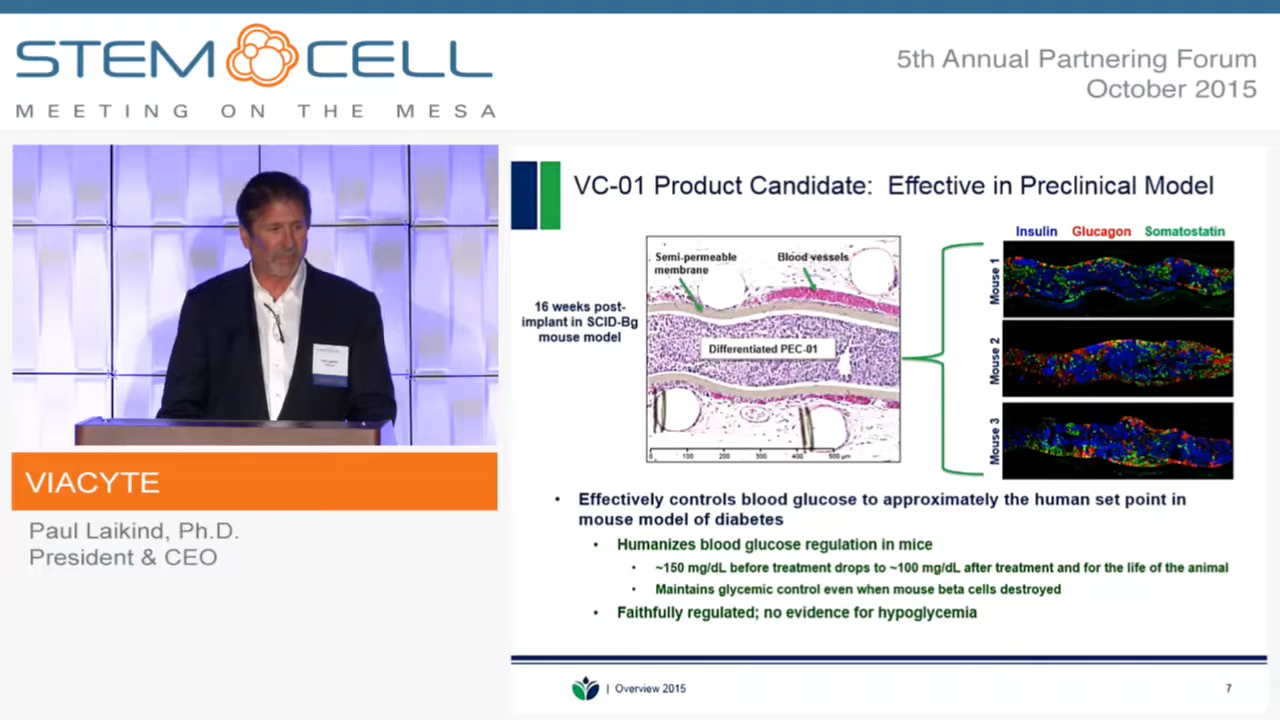 STEM CELL
MEETING ON THE MESA
5th Annual Partnering Forum
October 2015
VIACYTE
Paul Laikind, Ph.D.
President & CEO
VC-01 Product Candidate: Effective in Preclinical Model
16 weeks post-
implant in SCID-Bg
mouse model
Semi-permeable
membrane
Blood vessels
Differentiated PEC-01
0 100 200 300 400 500 µm
Insulin Glucagon Somatostatin
Mouse 1
Mouse 2
Mouse 3
• Effectively controls blood glucose to approximately the human set point in
mouse model of diabetes
• Humanizes blood glucose regulation in mice
• ~150 mg/dL before treatment drops to ~100 mg/dL after treatment and for the life of the animal
• Maintains glycemic control even when mouse beta cells destroyed
• Faithfully regulated; no evidence for hypoglycemia
| Overview 2015
7